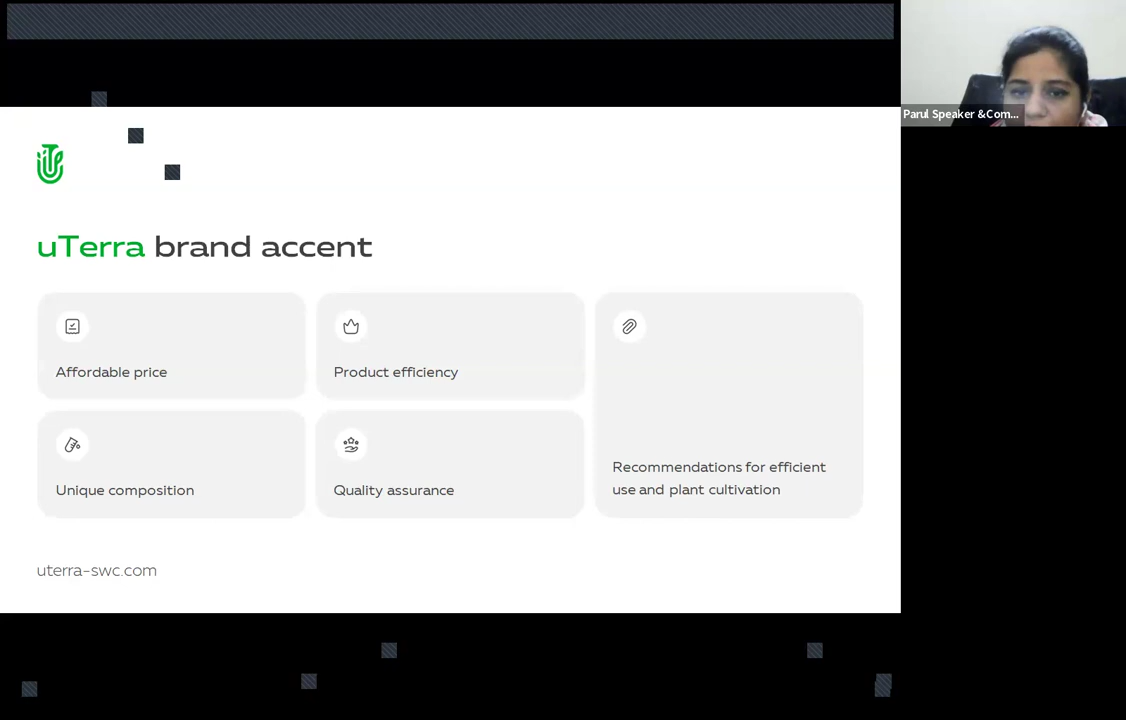 Parul Speaker &Com...
uTerra brand accent
Affordable price
Product efficiency
Unique composition
Quality assurance
Recommendations for efficient
use and plant cultivation
uterra-swc.com